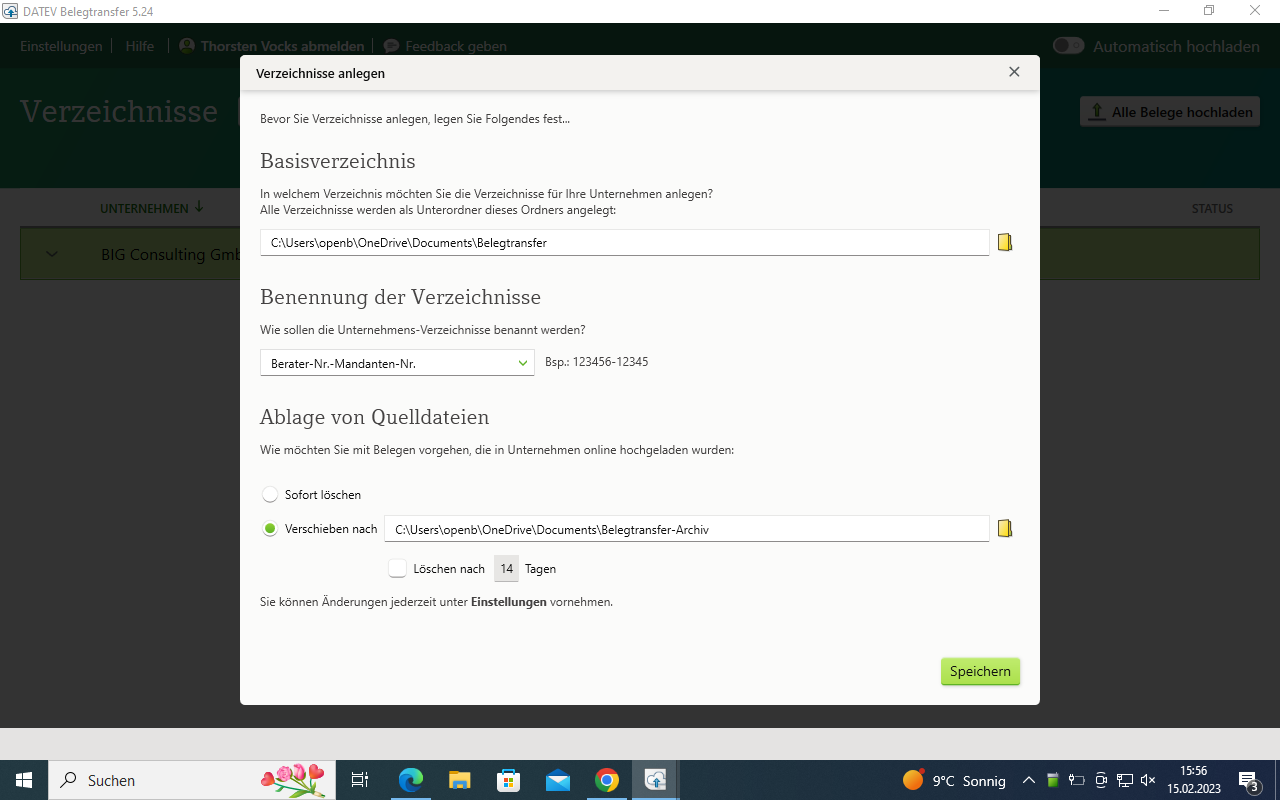 DATEV Belegtransfer 5.24
Einstellungen Hilfe Thorsten Vocks abmelden Feedback geben Automatisch hochladen
Verzeichnisse anlegen
Verzeichnisse
Alle Belege hochladen
Bevor Sie Verzeichnisse anlegen, legen Sie Folgendes fest...
Basisverzeichnis
In welchem Verzeichnis möchten Sie die Verzeichnisse für Ihre Unternehmen anlegen?
Alle Verzeichnisse werden als Unterordner dieses Ordners angelegt:
UNTERNEHMEN STATUS
C:\Users\openb\OneDrive\Documents\Belegtransfer
BIG Consulting Gmb
Benennung der Verzeichnisse
Wie sollen die Unternehmens-Verzeichnisse benannt werden?
Berater-Nr.-Mandanten-Nr. Bsp.: 123456-12345
Ablage von Quelldateien
Wie möchten Sie mit Belegen vorgehen, die in Unternehmen online hochgeladen wurden:
Sofort löschen
Verschieben nach C:\Users\openb\OneDrive\Documents\Belegtransfer-Archiv
Löschen nach 14 Tagen
Sie können Änderungen jederzeit unter Einstellungen vornehmen.
Speichern
Suchen 9°C Sonnig 15:56
15.02.2023 3